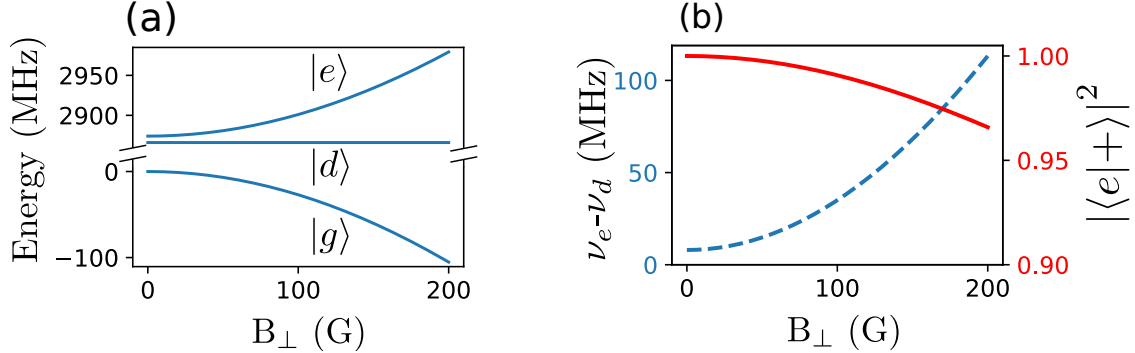 (a)
Energy (MHz)
2950
2900
0
−100
|e⟩
|d⟩
|g⟩
0
100
200
B⊥ (G)
(b)
νe-νd (MHz)
100
50
0
1.00
0.95
0.90
|⟨e|+⟩|²
0
100
200
B⊥ (G)